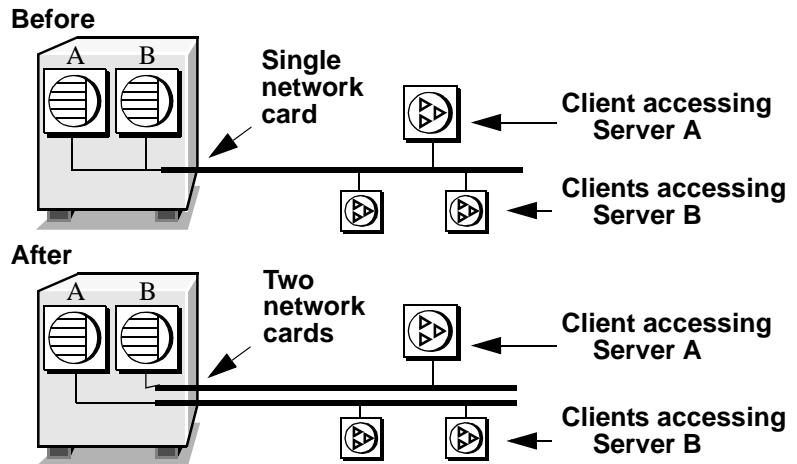 Before
A B
Single
network
card
Client accessing
Server A
Clients accessing
Server B
After
A B
Two
network
cards
Client accessing
Server A
Clients accessing
Server B